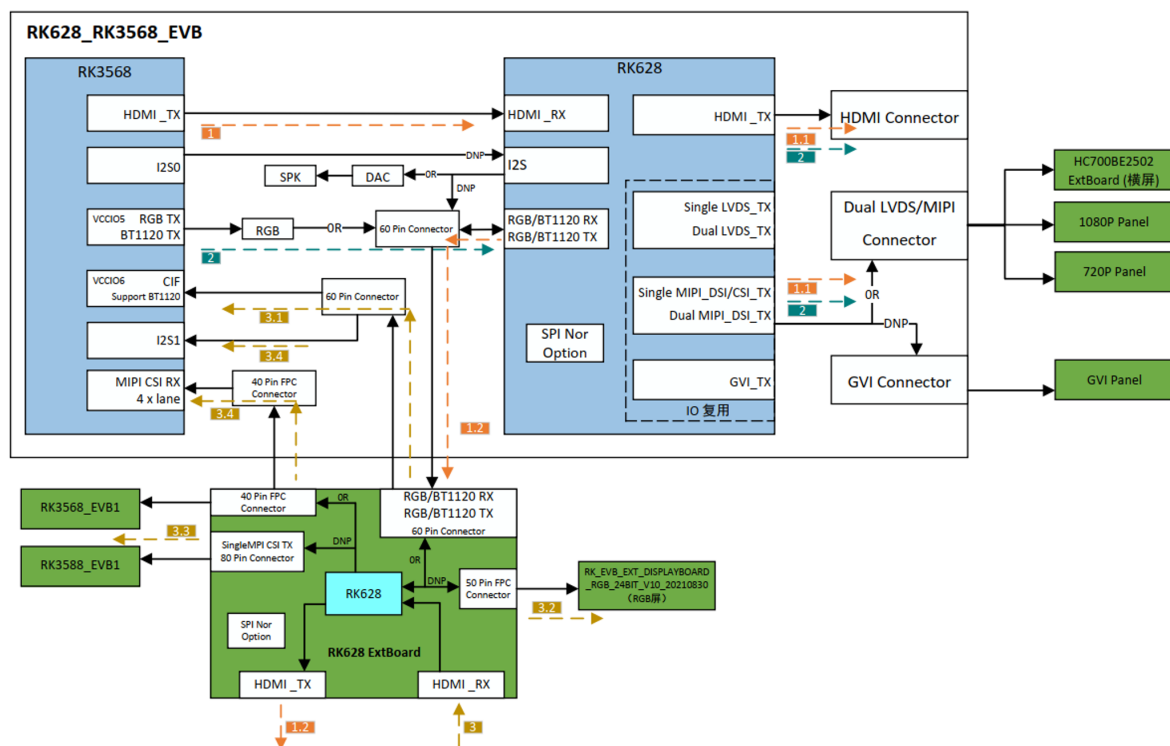 RK628_RK3568_EVB
RK3568
RK628
HDMI _TX
HDMI _RX
HDMI _TX
HDMI Connector
1
1.1
2
I2S0
DNP
I2S
SPK
DAC
0R
DNP
HC700BE2502
ExtBoard (横屏)
VCCIO5 RGB TX
BT1120 TX
RGB
0R
60 Pin Connector
RGB/BT1120 RX
RGB/BT1120 TX
Single LVDS_TX
Dual LVDS_TX
Dual LVDS/MIPI
Connector
1080P Panel
2
1
720P Panel
VCCIO6 CIF
Support BT1120
60 Pin Connector
Single MIPI_DSI/CSI_TX
Dual MIPI_DSI_TX
1.1
2
0R
DNP
3.1
I2S1
3.4
SPI Nor
Option
MIPI CSI RX
4 x lane
40 Pin FPC
Connector
3.4
GVI_TX
IO 复用
GVI Connector
GVI Panel
1.2
RK3568_EVB1
40 Pin FPC
Connector
0R
RGB/BT1120 RX
RGB/BT1120 TX
60 Pin Connector
3.3
RK3588_EVB1
SingleMPI CSI TX
80 Pin Connector
DNP
0R
RK628
DNP
50 Pin FPC
Connector
RK_EVB_EXT_DISPLAYBOARD
_RGB_24BIT_V10_20210830
(RGB屏)
3.2
SPI Nor
Option
RK628 ExtBoard
HDMI _TX
HDMI _RX
1.2
3